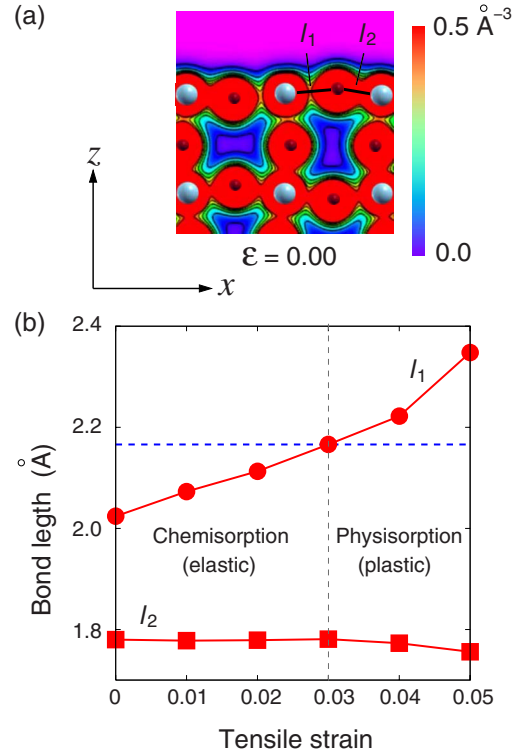 (a)
l1 l2
0.5 Å−3
0.0
z
x
ε = 0.00
(b)
2.4
2.2
2.0
1.8
Bond legth (Å)
l1
Chemisorption
(elastic)
Physisorption
(plastic)
l2
0 0.01 0.02 0.03 0.04 0.05
Tensile strain